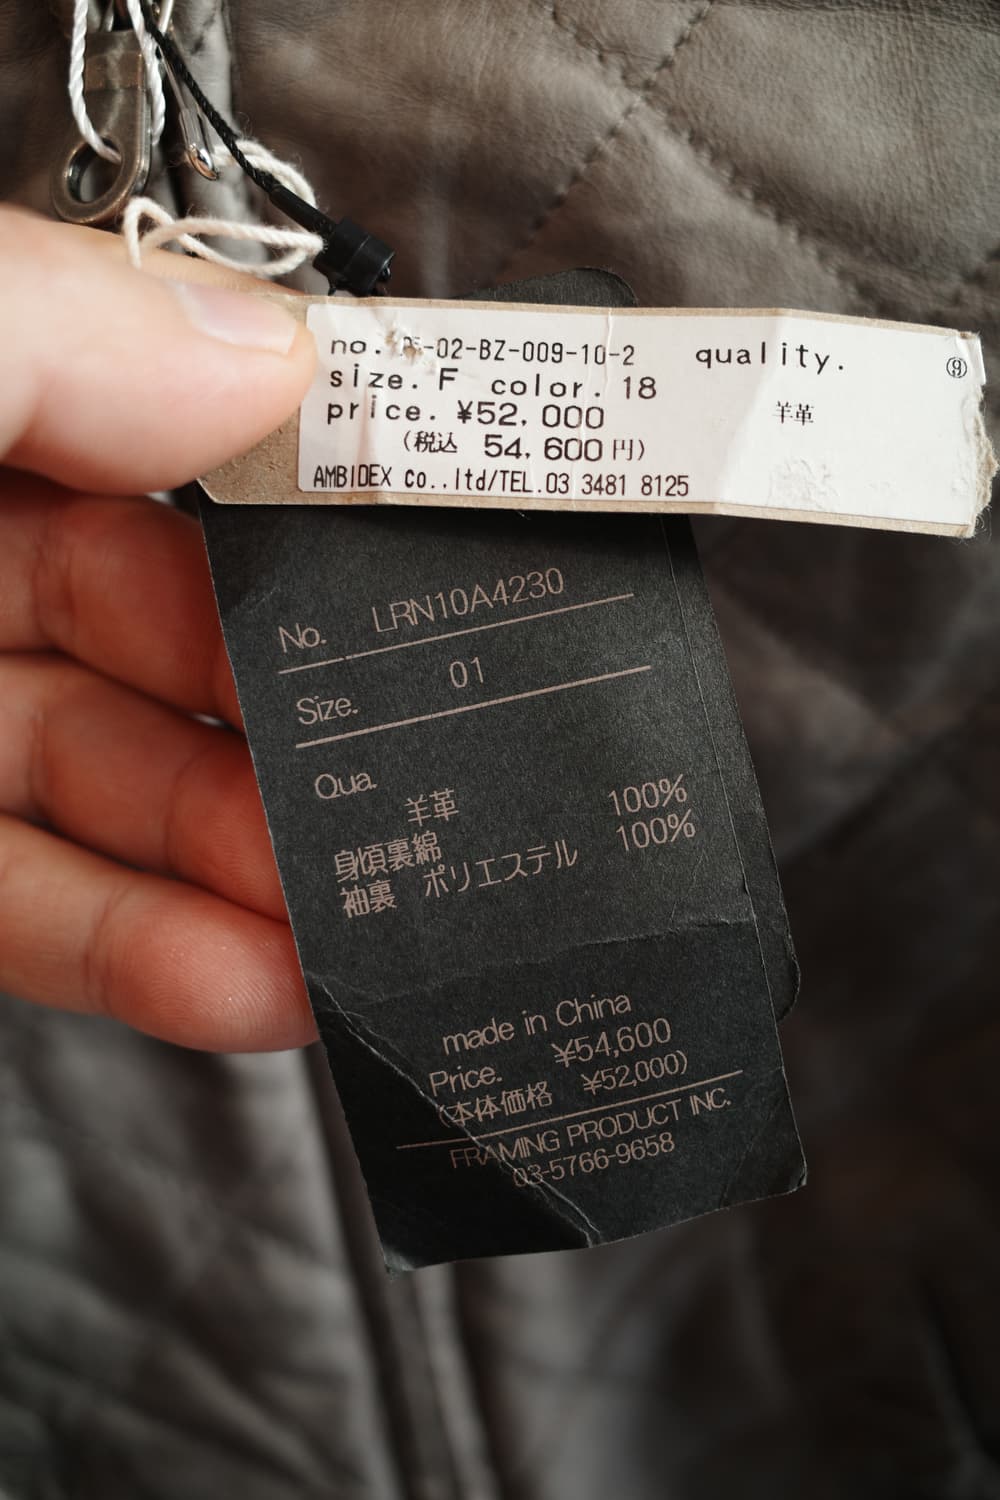 no. -02-BZ-009-10-2 quality. ⑨
size. F color. 18
price. ¥52,000 羊革
(税込 54,600円)
AMBIDEX Co.,ltd/TEL.03 3481 8125
No. LRN10A4230
Size. 01
Qua.
羊革 100%
身頃裏綿 100%
袖裏 ポリエステル
made in China
Price. ¥54,600
(本体価格 ¥52,000)
FRAMING PRODUCT INC.
03-5766-9658